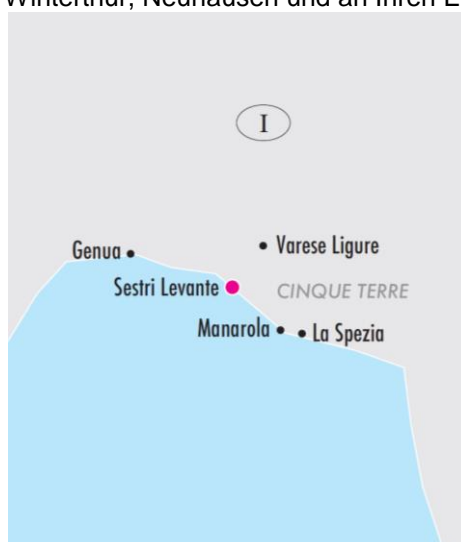 Winterthur, Neuhausen und an Ihren E
I
Genua
Varese Ligure
Sestri Levante
CINQUE TERRE
Manarola
La Spezia